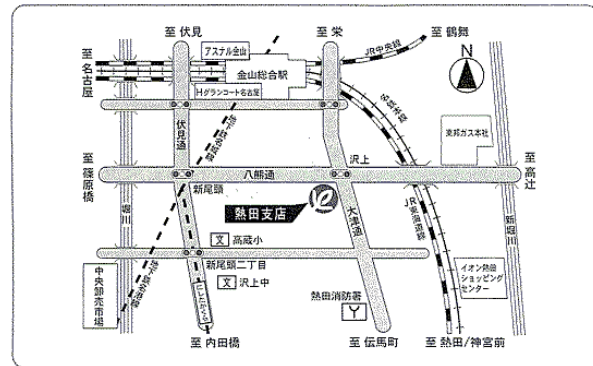 至伏見
至栄
至鶴舞
アスナル金山
JR中央線
至名古屋
金山総合駅
N
Hグランコート名古屋
名鉄本線
伏見通
東邦ガス本社
沢上
至篠原橋
八熊通
至高辻
新尾頭
熱田支店
堀川
大津通
JR東海道線
新堀川
文 高蔵小
新尾頭二丁目
文 沢上中
中央卸売市場
熱田消防署
Y
イオン熱田
ショッピング
センター
至内田橋
至伝馬町
至熱田/神宮前